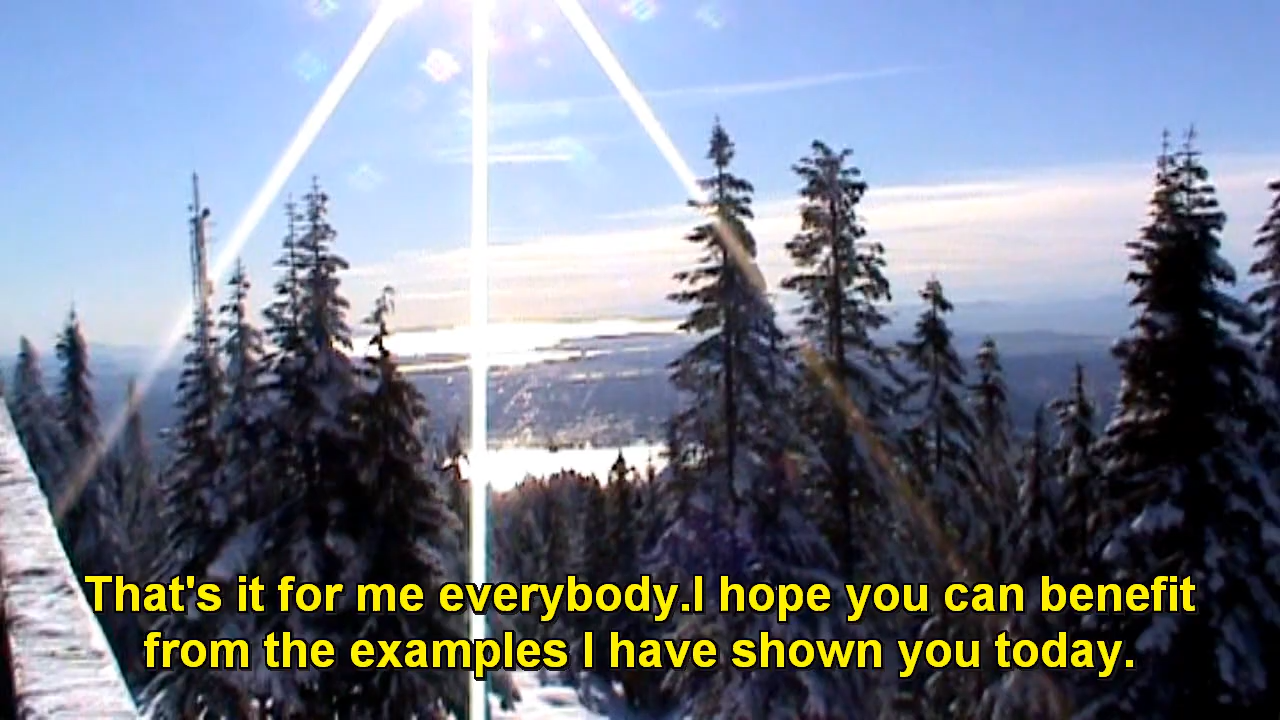 That's it for me everybody.I hope you can benefit
from the examples I have shown you today.